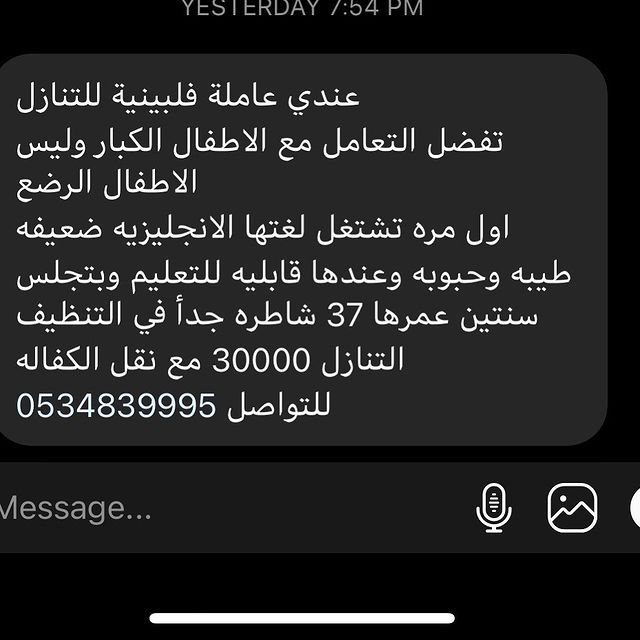 YESTERDAY 7:54 PM
عندي عاملة فلبينية للتنازل
تفضل التعامل مع الاطفال الكبار وليس
الاطفال الرضع
اول مره تشتغل لغتها الانجليزيه ضعيفه
طيبه وحبوبه وعندها قابليه للتعليم وبتجلس
سنتين عمرها 37 شاطره جدأ في التنظيف
التنازل 30000 مع نقل الكفاله
للتواصل 0534839995
Message...